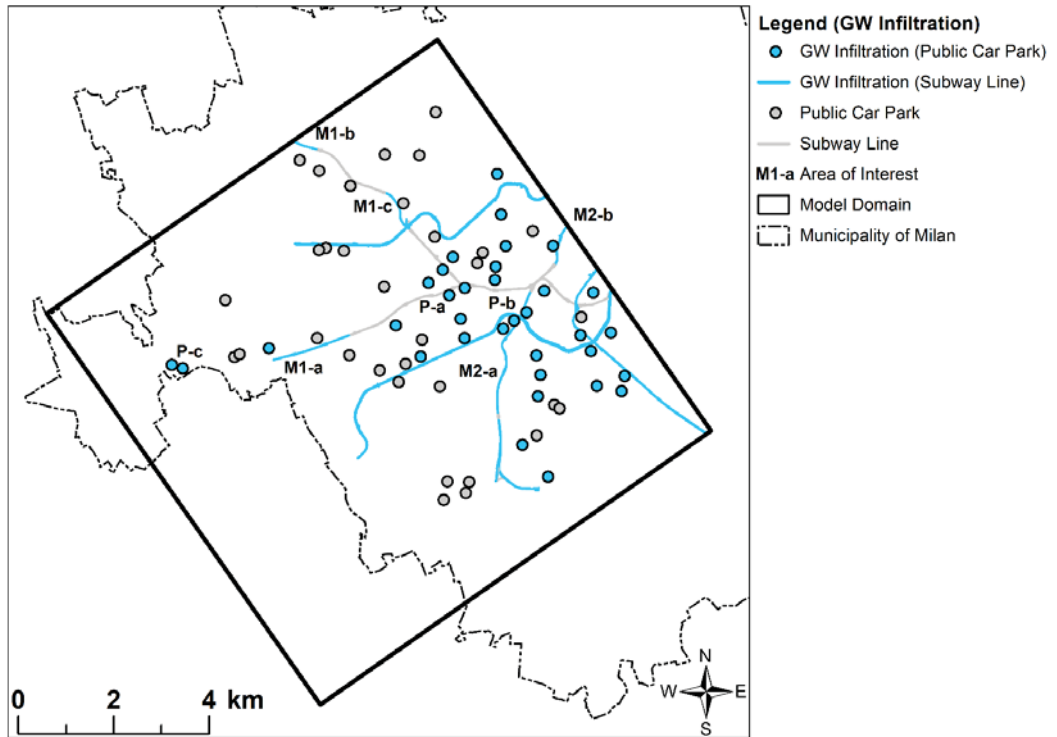 Legend (GW Infiltration)
GW Infiltration (Public Car Park)
GW Infiltration (Subway Line)
Public Car Park
Subway Line
M1-a Area of Interest
Model Domain
Municipality of Milan
M1-b
M1-c
M2-b
P-a
P-b
P-c
M1-a
M2-a
N
W E
S
0 2 4 km